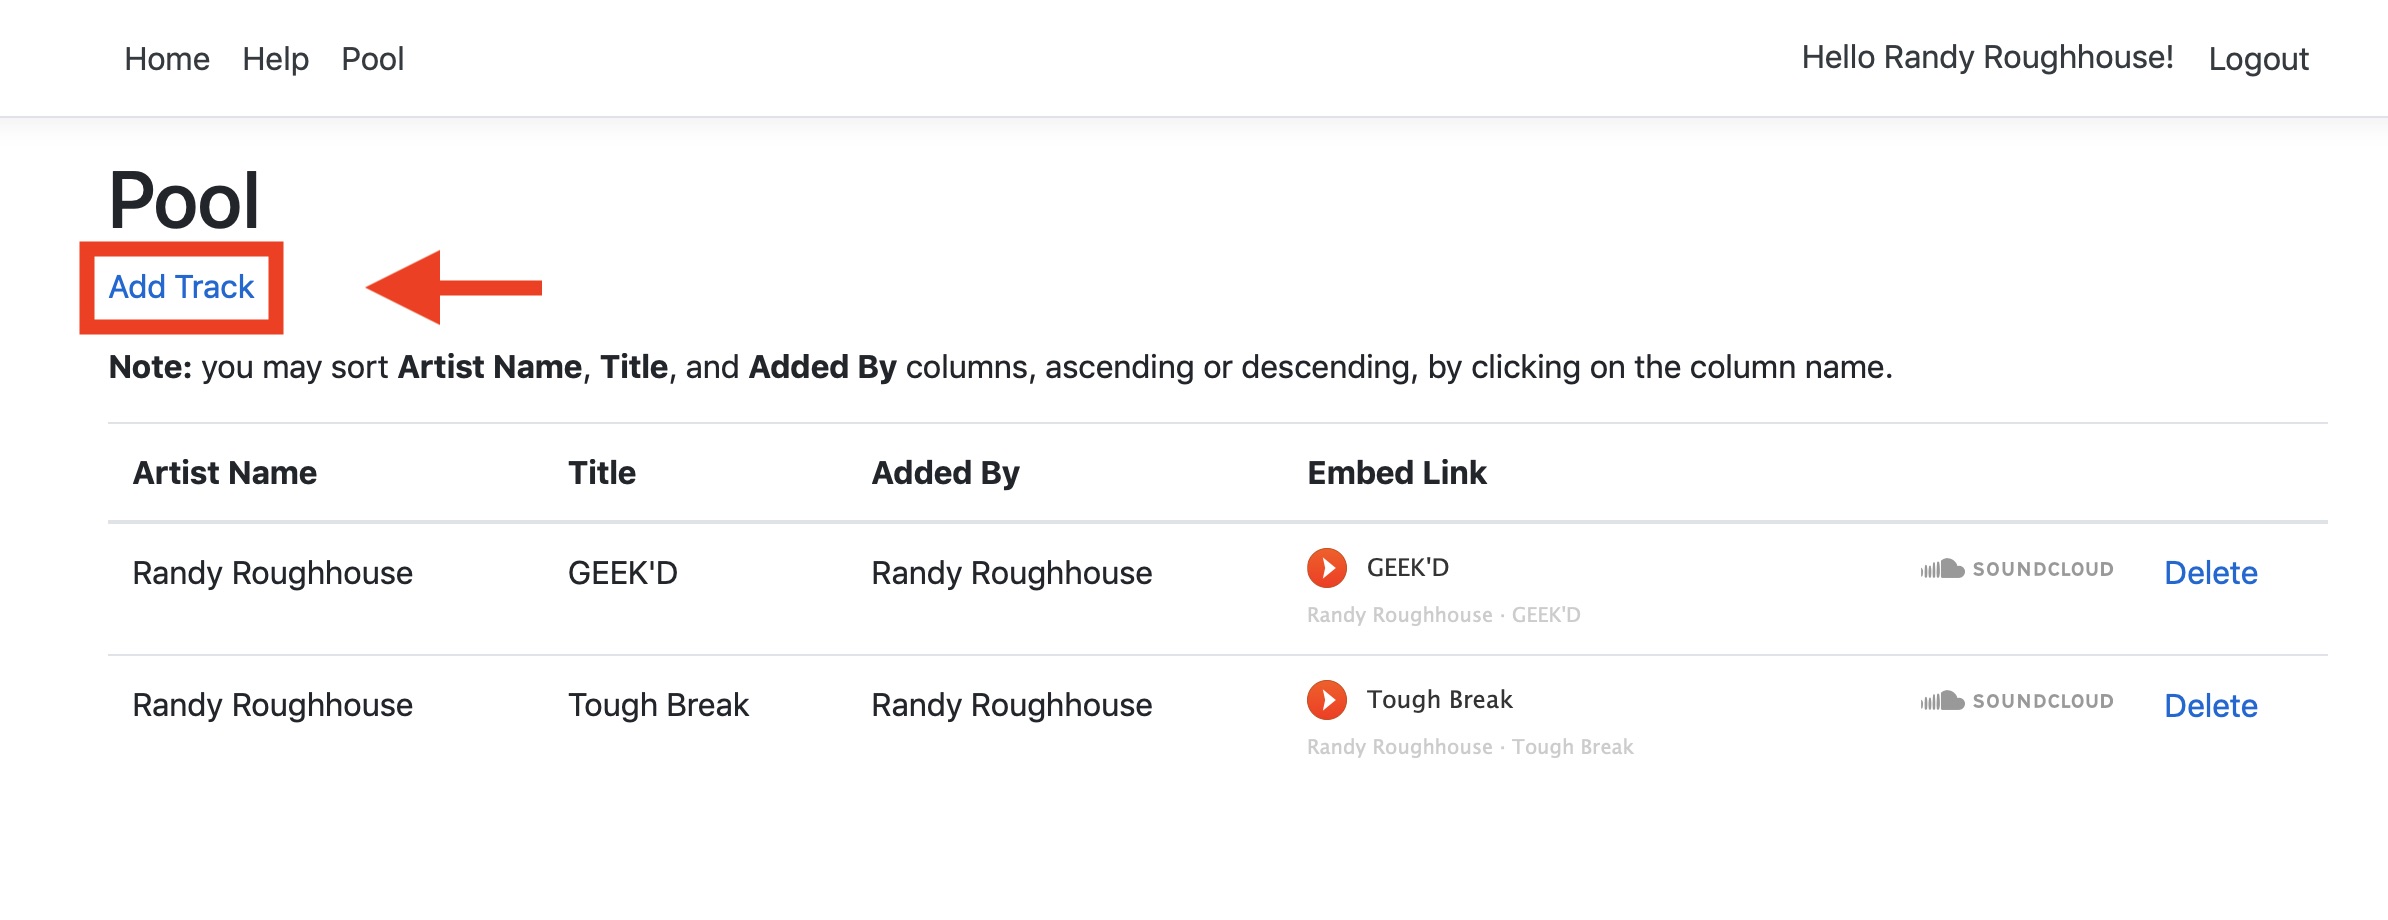 Home Help Pool Hello Randy Roughhouse! Logout
Pool
Add Track
Note: you may sort Artist Name, Title, and Added By columns, ascending or descending, by clicking on the column name.
Artist Name Title Added By Embed Link
Randy Roughhouse GEEK'D Randy Roughhouse GEEK'D SOUNDCLOUD Delete
Randy Roughhouse · GEEK'D
Randy Roughhouse Tough Break Randy Roughhouse Tough Break SOUNDCLOUD Delete
Randy Roughhouse · Tough Break